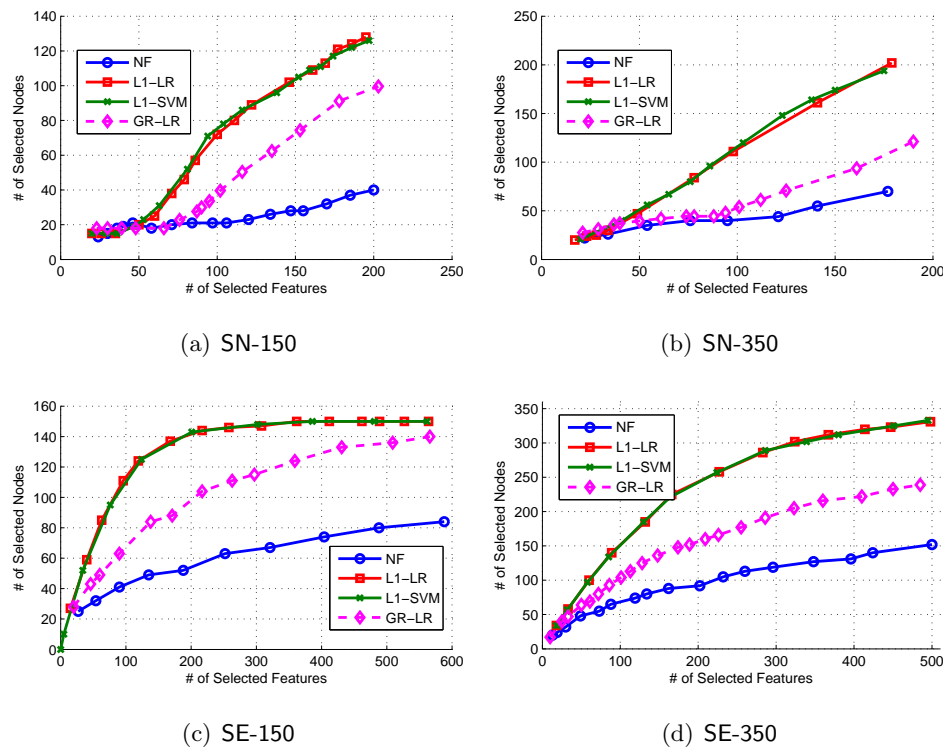 140
120
100
80
60
40
20
0
# of Selected Nodes
NF
L1−LR
L1−SVM
GR−LR
0 50 100 150 200 250
# of Selected Features
(a) SN-150
250
200
150
100
50
0
# of Selected Nodes
NF
L1−LR
L1−SVM
GR−LR
0 50 100 150 200
# of Selected Features
(b) SN-350
160
140
120
100
80
60
40
20
0
# of Selected Nodes
NF
L1−LR
L1−SVM
GR−LR
0 100 200 300 400 500 600
# of Selected Features
(c) SE-150
350
300
250
200
150
100
50
0
# of Selected Nodes
NF
L1−LR
L1−SVM
GR−LR
0 100 200 300 400 500
# of Selected Features
(d) SE-350